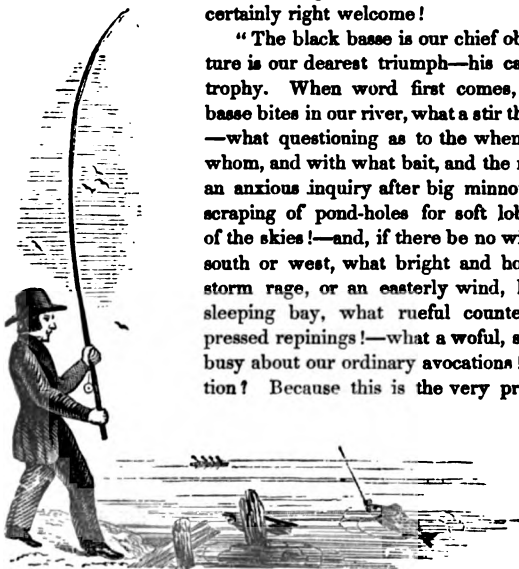 certainly right welcome!
"The black basse is our chief ob
ture is our dearest triumph—his ca
trophy. When word first comes,
basse bites in our river, what a stir th
—what questioning as to the when
whom, and with what bait, and the
an anxious inquiry after big minno
scraping of pond-holes for soft lob
of the skies!—and, if there be no wi
south or west, what bright and ho
storm rage, or an easterly wind,
sleeping bay, what rueful counte
pressed repinings!—what a woful,
busy about our ordinary avocations!
tion? Because this is the very pr